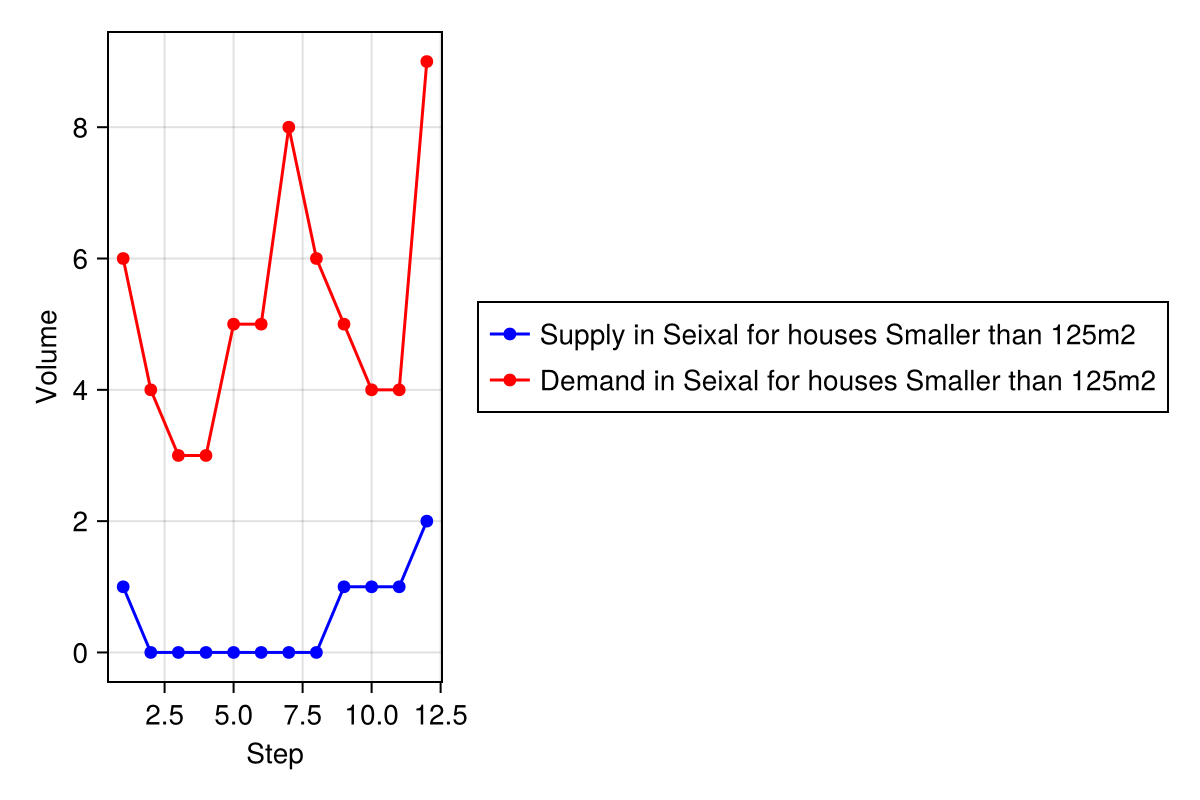 Volume
8
6
4
2
0
2.5 5.0 7.5 10.0 12.5
Step
Supply in Seixal for houses Smaller than 125m2
Demand in Seixal for houses Smaller than 125m2